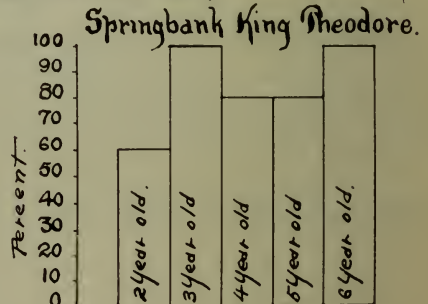 Springbank King Theodore.
100
90
80
70
60
50
40
30
20
10
0
Percent.
2 Year old.
3 Year old.
4 Year old
5 Year old
6 Year old.